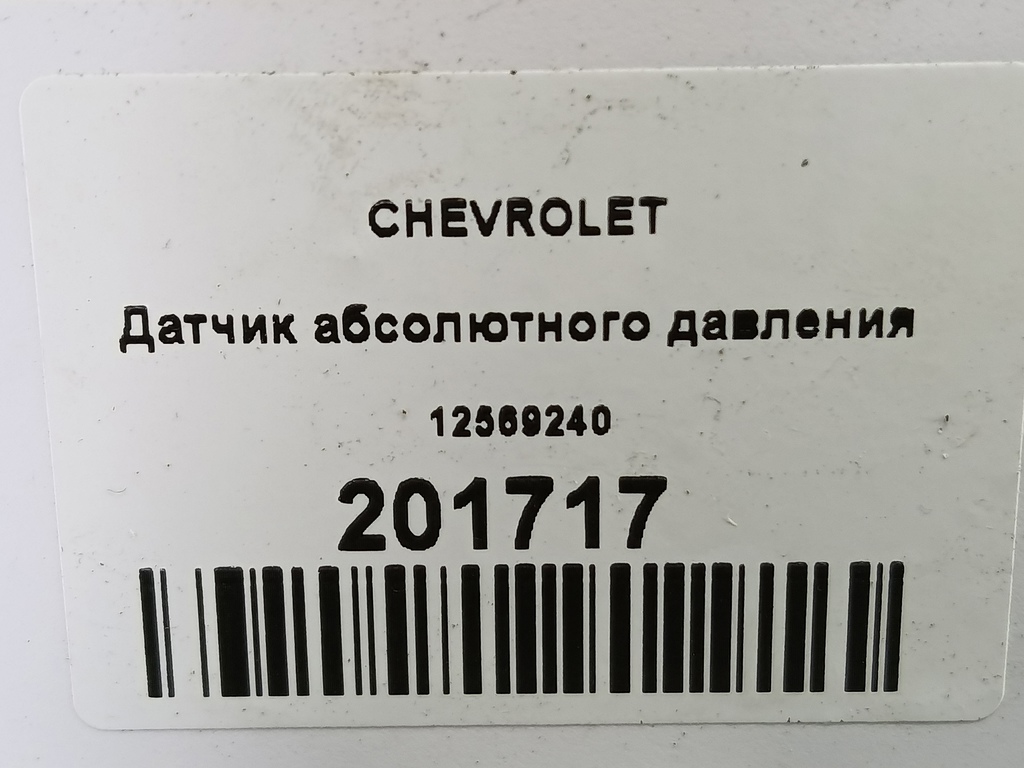 CHEVROLET
Датчик абсолютного давления
12569240
201717